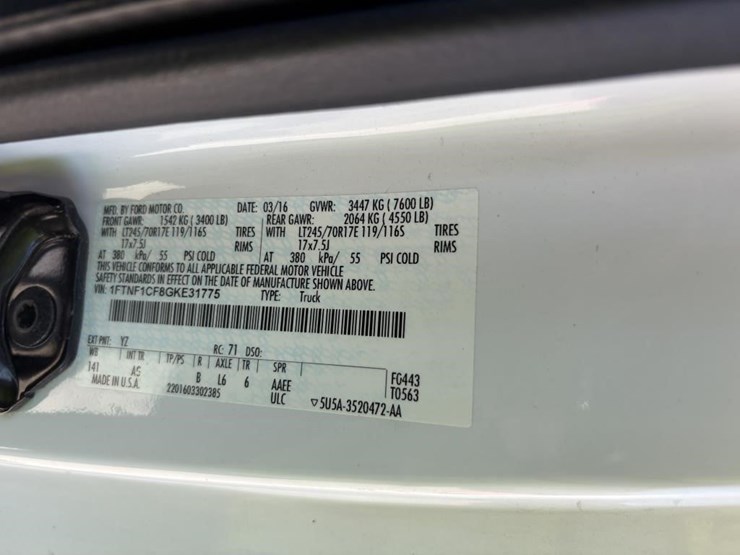 MFD. BY FORD MOTOR CO. DATE: 03/16 GVWR: 3447 KG ( 7600 LB)
FRONT GAWR: 1542 KG ( 3400 LB) REAR GAWR: 2064 KG ( 4550 LB)
WITH LT245/70R17E 119/116S TIRES WITH LT245/70R17E 119/116S TIRES
17x7.5J RIMS 17x7.5J RIMS
AT 380 kPa/ 55 PSI COLD AT 380 kPa/ 55 PSI COLD
THIS VEHICLE CONFORMS TO ALL APPLICABLE FEDERAL MOTOR VEHICLE
SAFETY STANDARDS IN EFFECT ON THE DATE OF MANUFACTURE SHOWN ABOVE.
VIN: 1FTNF1CF8GKE31775 TYPE: Truck
EXT PNT: YZ RC: 71 DSO:
WB INT TR TP/PS R AXLE TR SPR
141 AS B L6 6 AAEE FG443
MADE IN U.S.A. 2201603302385 ULC T0563
▽5U5A-3520472-AA